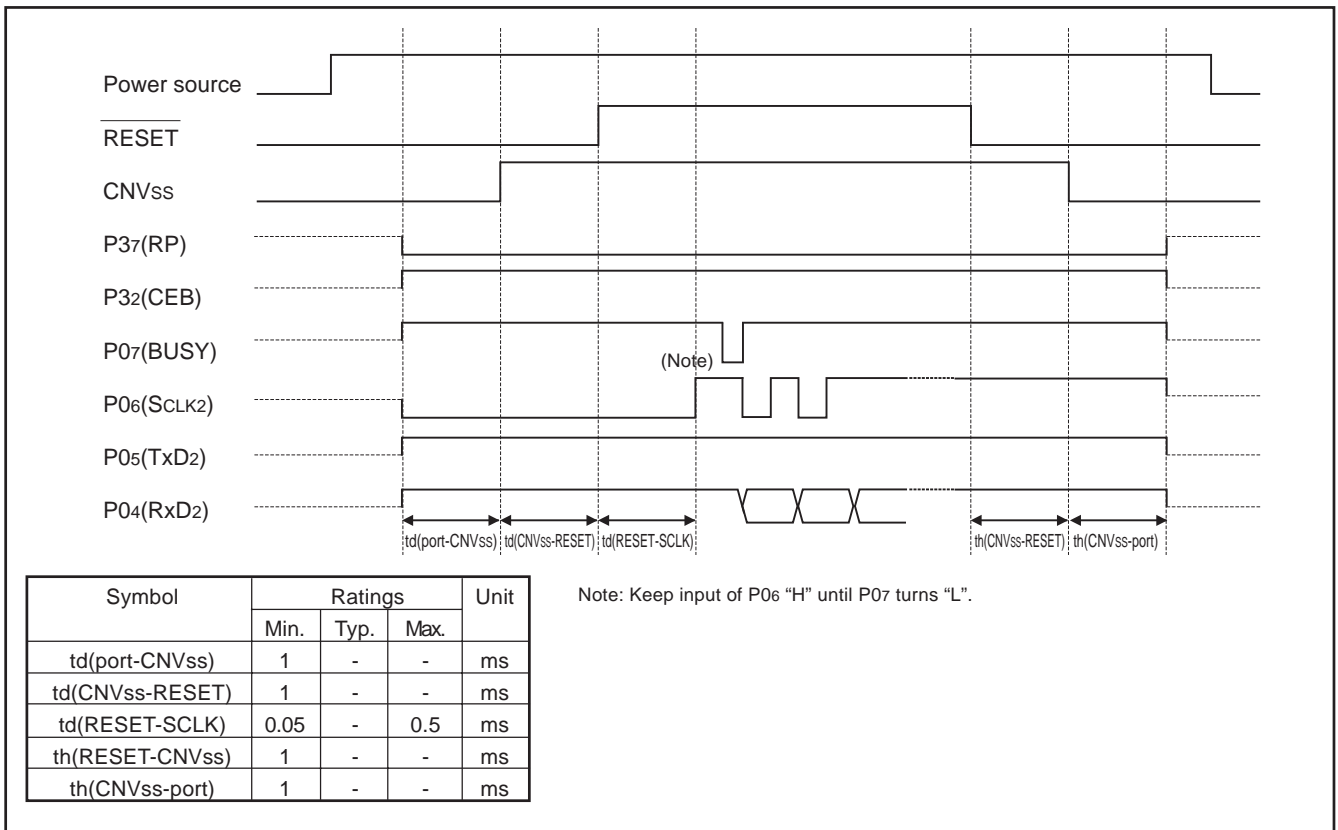 Power source
RESET
CNVss
P37(RP)
P32(CEB)
P07(BUSY)
(Note)
P06(SCLK2)
P05(TxD2)
P04(RxD2)
td(port-CNVss) td(CNVss-RESET) td(RESET-SCLK) th(CNVss-RESET) th(CNVss-port)
Symbol Ratings Unit
Min. Typ. Max.
td(port-CNVss) 1 - - ms
td(CNVss-RESET) 1 - - ms
td(RESET-SCLK) 0.05 - 0.5 ms
th(RESET-CNVss) 1 - - ms
th(CNVss-port) 1 - - ms
Note: Keep input of P06 “H” until P07 turns “L”.